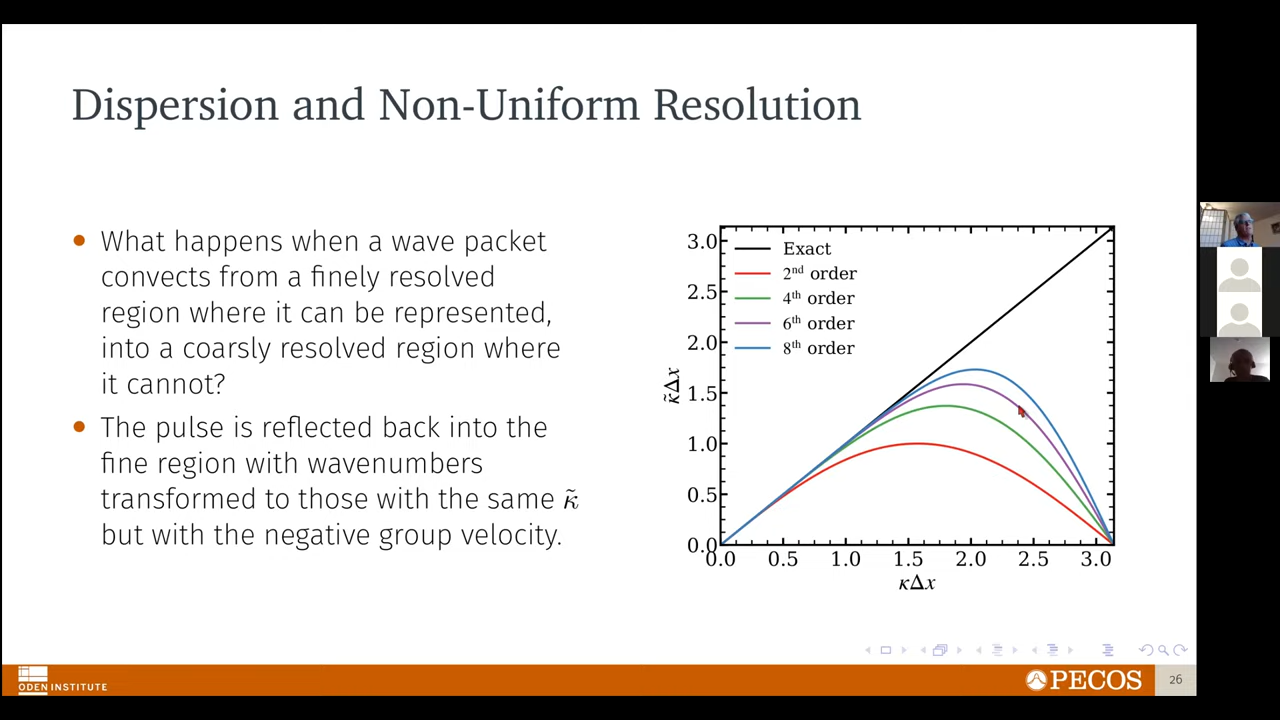 Dispersion and Non-Uniform Resolution
What happens when a wave packet
convects from a finely resolved
region where it can be represented,
into a coarsly resolved region where
it cannot?
The pulse is reflected back into the
fine region with wavenumbers
transformed to those with the same κ̃
but with the negative group velocity.
Exact
2nd order
4th order
6th order
8th order
3.0
2.5
2.0
1.5
1.0
0.5
0.0
κ̃Δx
0.0 0.5 1.0 1.5 2.0 2.5 3.0
κΔx
ODEN INSTITUTE
PECOS
26